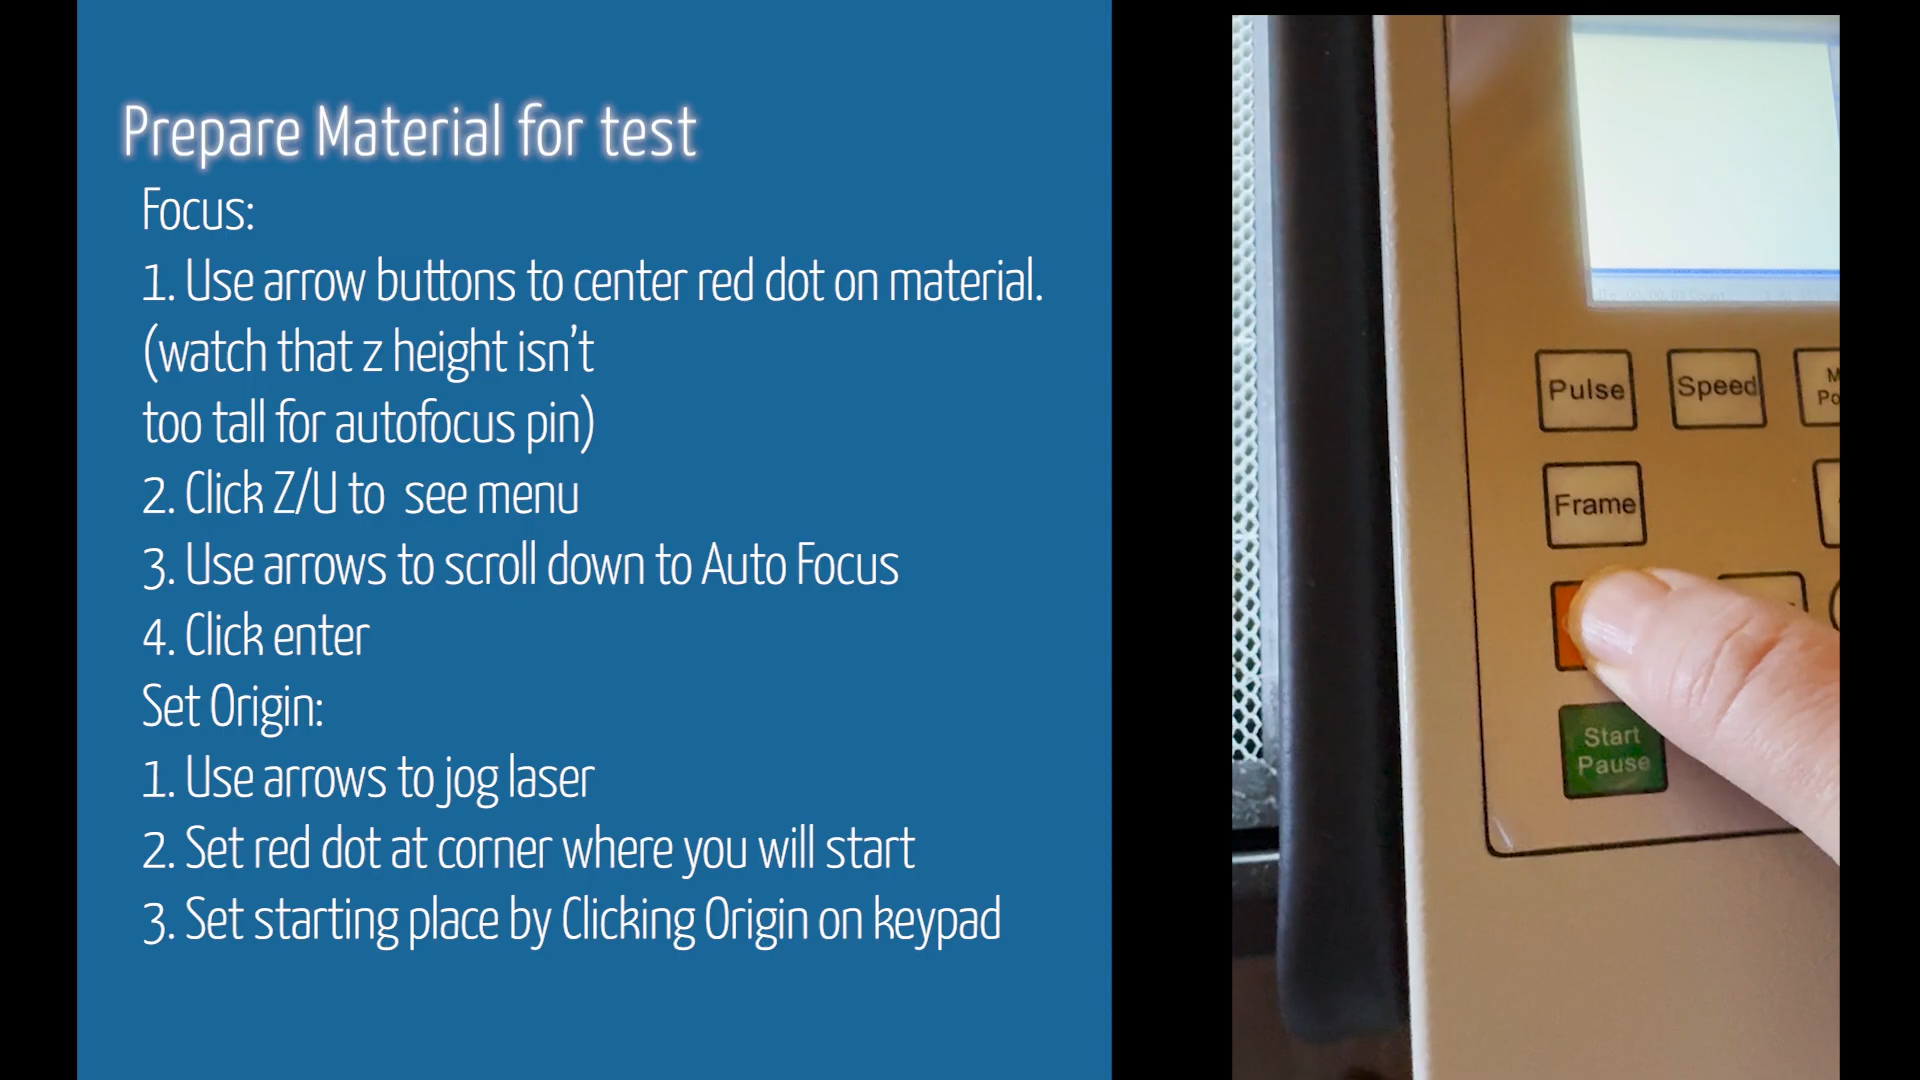 Prepare Material for test
Focus:
1. Use arrow buttons to center red dot on material.
(watch that z height isn't
too tall for autofocus pin)
2. Click Z/U to  see menu
3. Use arrows to scroll down to Auto Focus
4. Click enter
Set Origin:
1. Use arrows to jog laser
2. Set red dot at corner where you will start
3. Set starting place by Clicking Origin on keypad
Pulse
Speed
Frame
Start
Pause